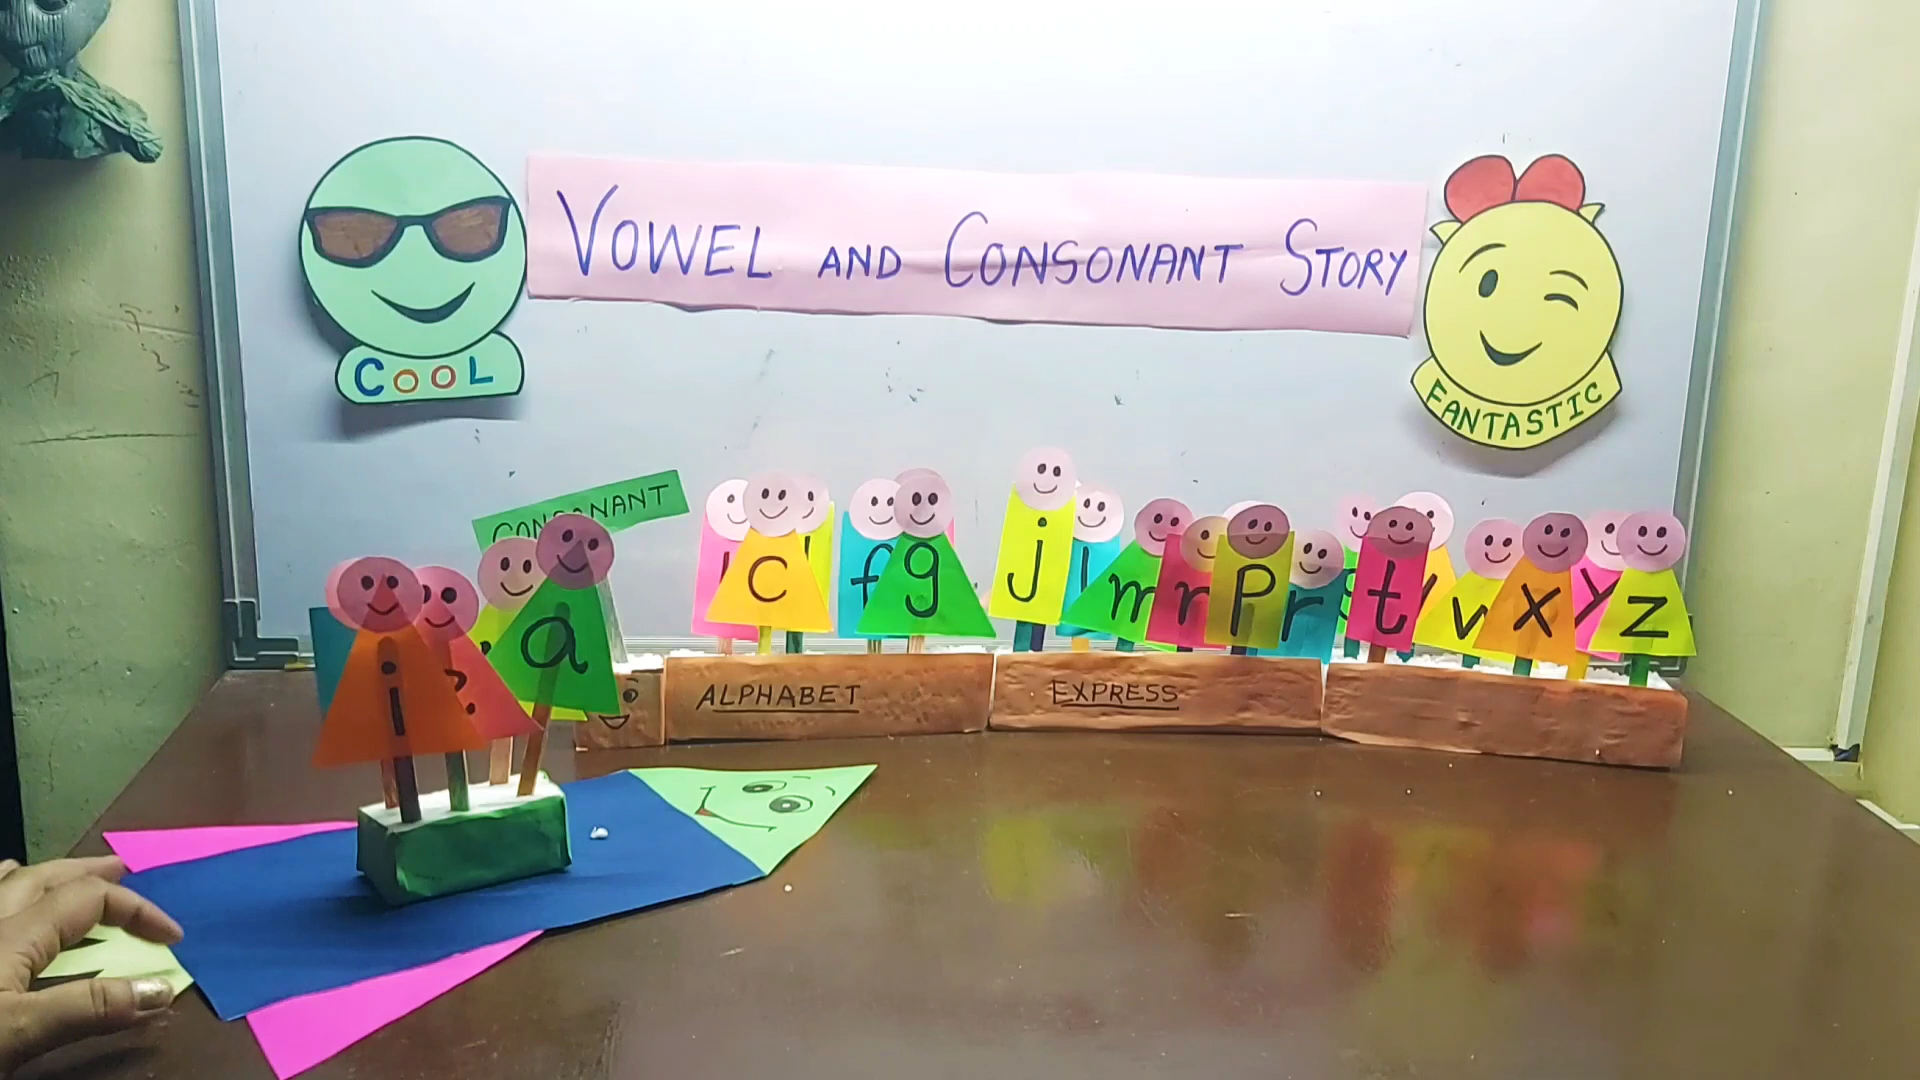 VOWEL AND CONSONANT STORY
COOL
FANTASTIC
CONSONANT
c f g j l m n p r t v x y z
i a
ALPHABET EXPRESS